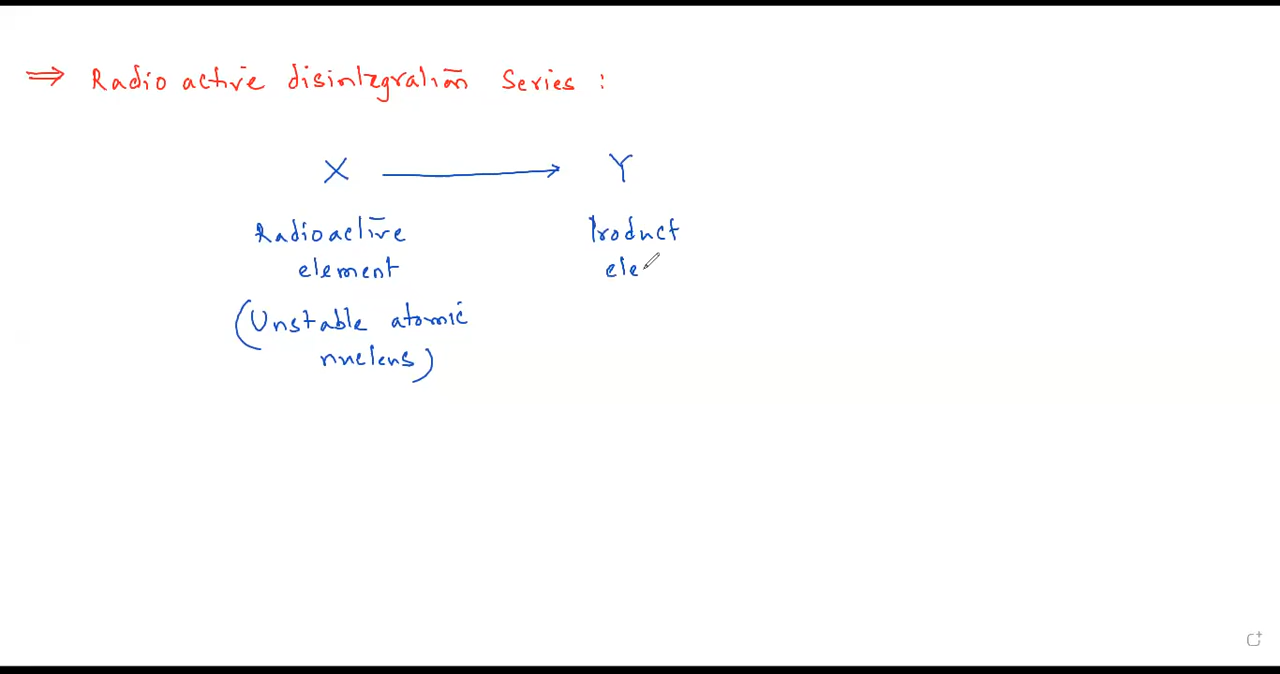 ⇒ Radio active disintegration Series :
X ⟶ Y
Radioactive Product
element ele
(Unstable atomic
nucleus)